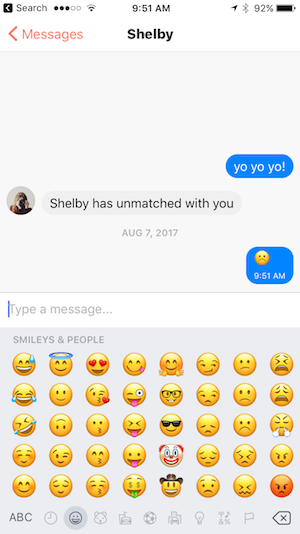 Search 9:51 AM 92%
Messages Shelby
yo yo yo!
Shelby has unmatched with you
AUG 7, 2017
☹️
9:51 AM
Type a message...
SMILEYS & PEOPLE
ABC